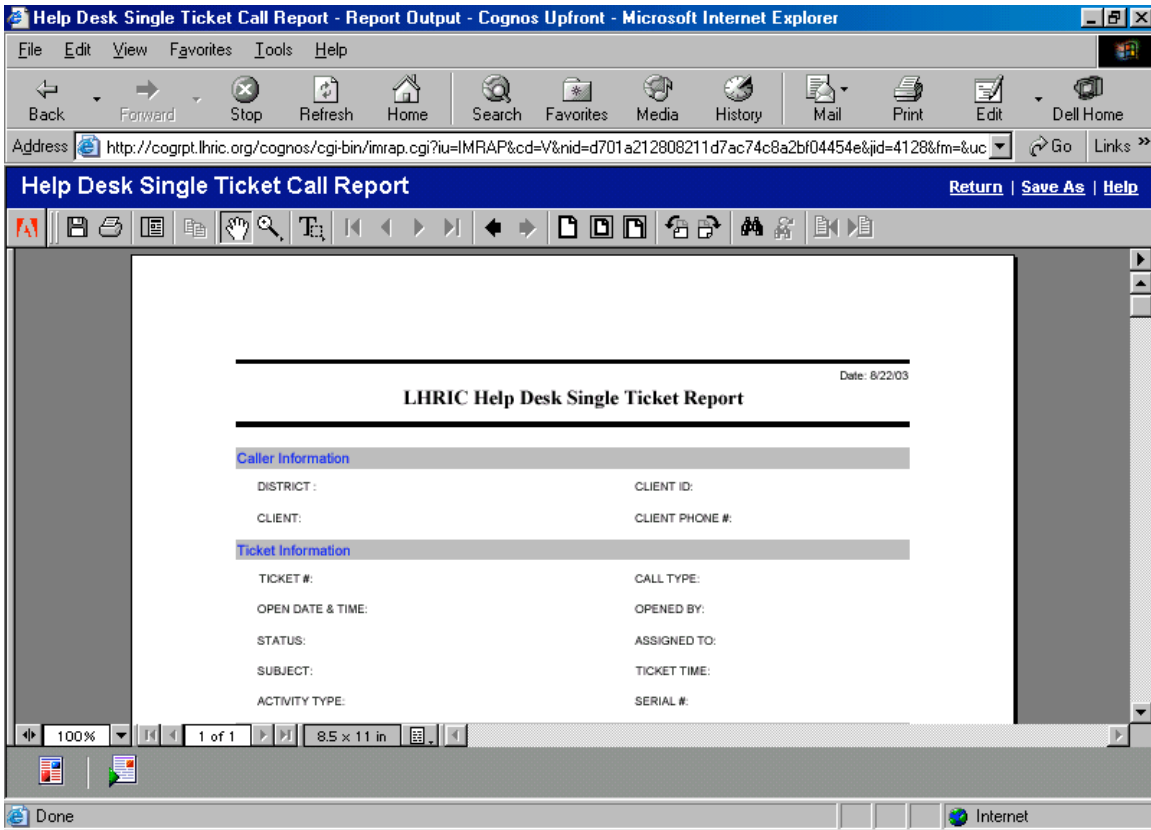 Help Desk Single Ticket Call Report - Report Output - Cognos Upfront - Microsoft Internet Explorer
File Edit View Favorites Tools Help
Back Forward Stop Refresh Home Search Favorites Media History Mail Print Edit Dell Home
Address http://cogrpt.lhric.org/cognos/cgi-bin/imrap.cgi?iu=IMRAP&cd=V&nid=d701a212808211d7ac74c8a2bf04454e&jid=4128&fm=&uc Go Links »
Help Desk Single Ticket Call Report Return | Save As | Help
Date: 8/22/03
LHRIC Help Desk Single Ticket Report
Caller Information
DISTRICT : CLIENT ID:
CLIENT: CLIENT PHONE #:
Ticket Information
TICKET #: CALL TYPE:
OPEN DATE & TIME: OPENED BY:
STATUS: ASSIGNED TO:
SUBJECT: TICKET TIME:
ACTIVITY TYPE: SERIAL #:
100% 1 of 1 8.5 x 11 in
Done Internet